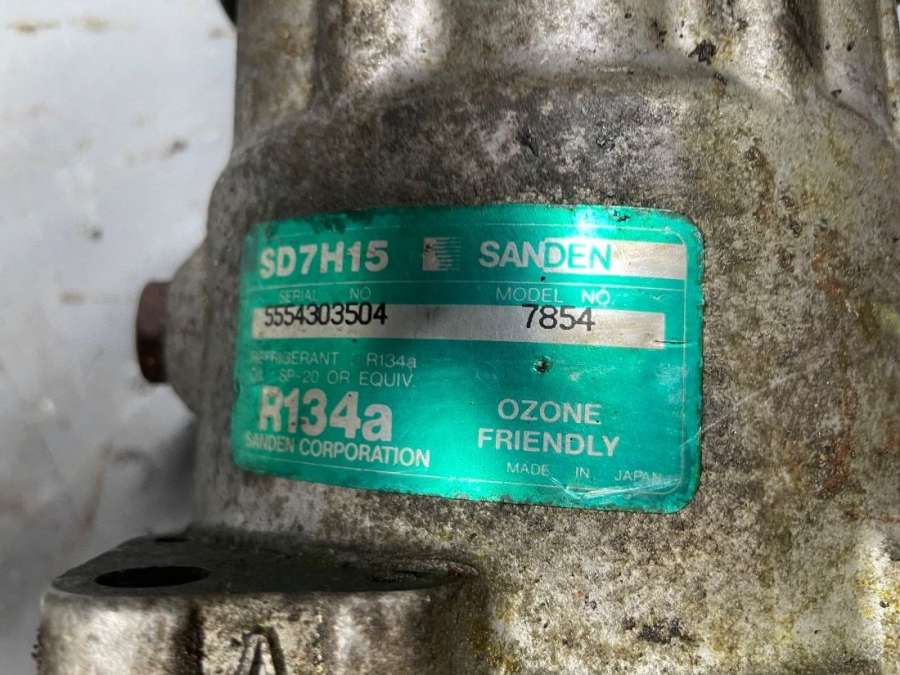 SD7H15 SANDEN
SERIAL NO MODEL NO
5554303504 7854
REFRIGERANT : R134a
OIL : SP-20 OR EQUIV
R134a OZONE
FRIENDLY
SANDEN CORPORATION
MADE IN JAPAN
A